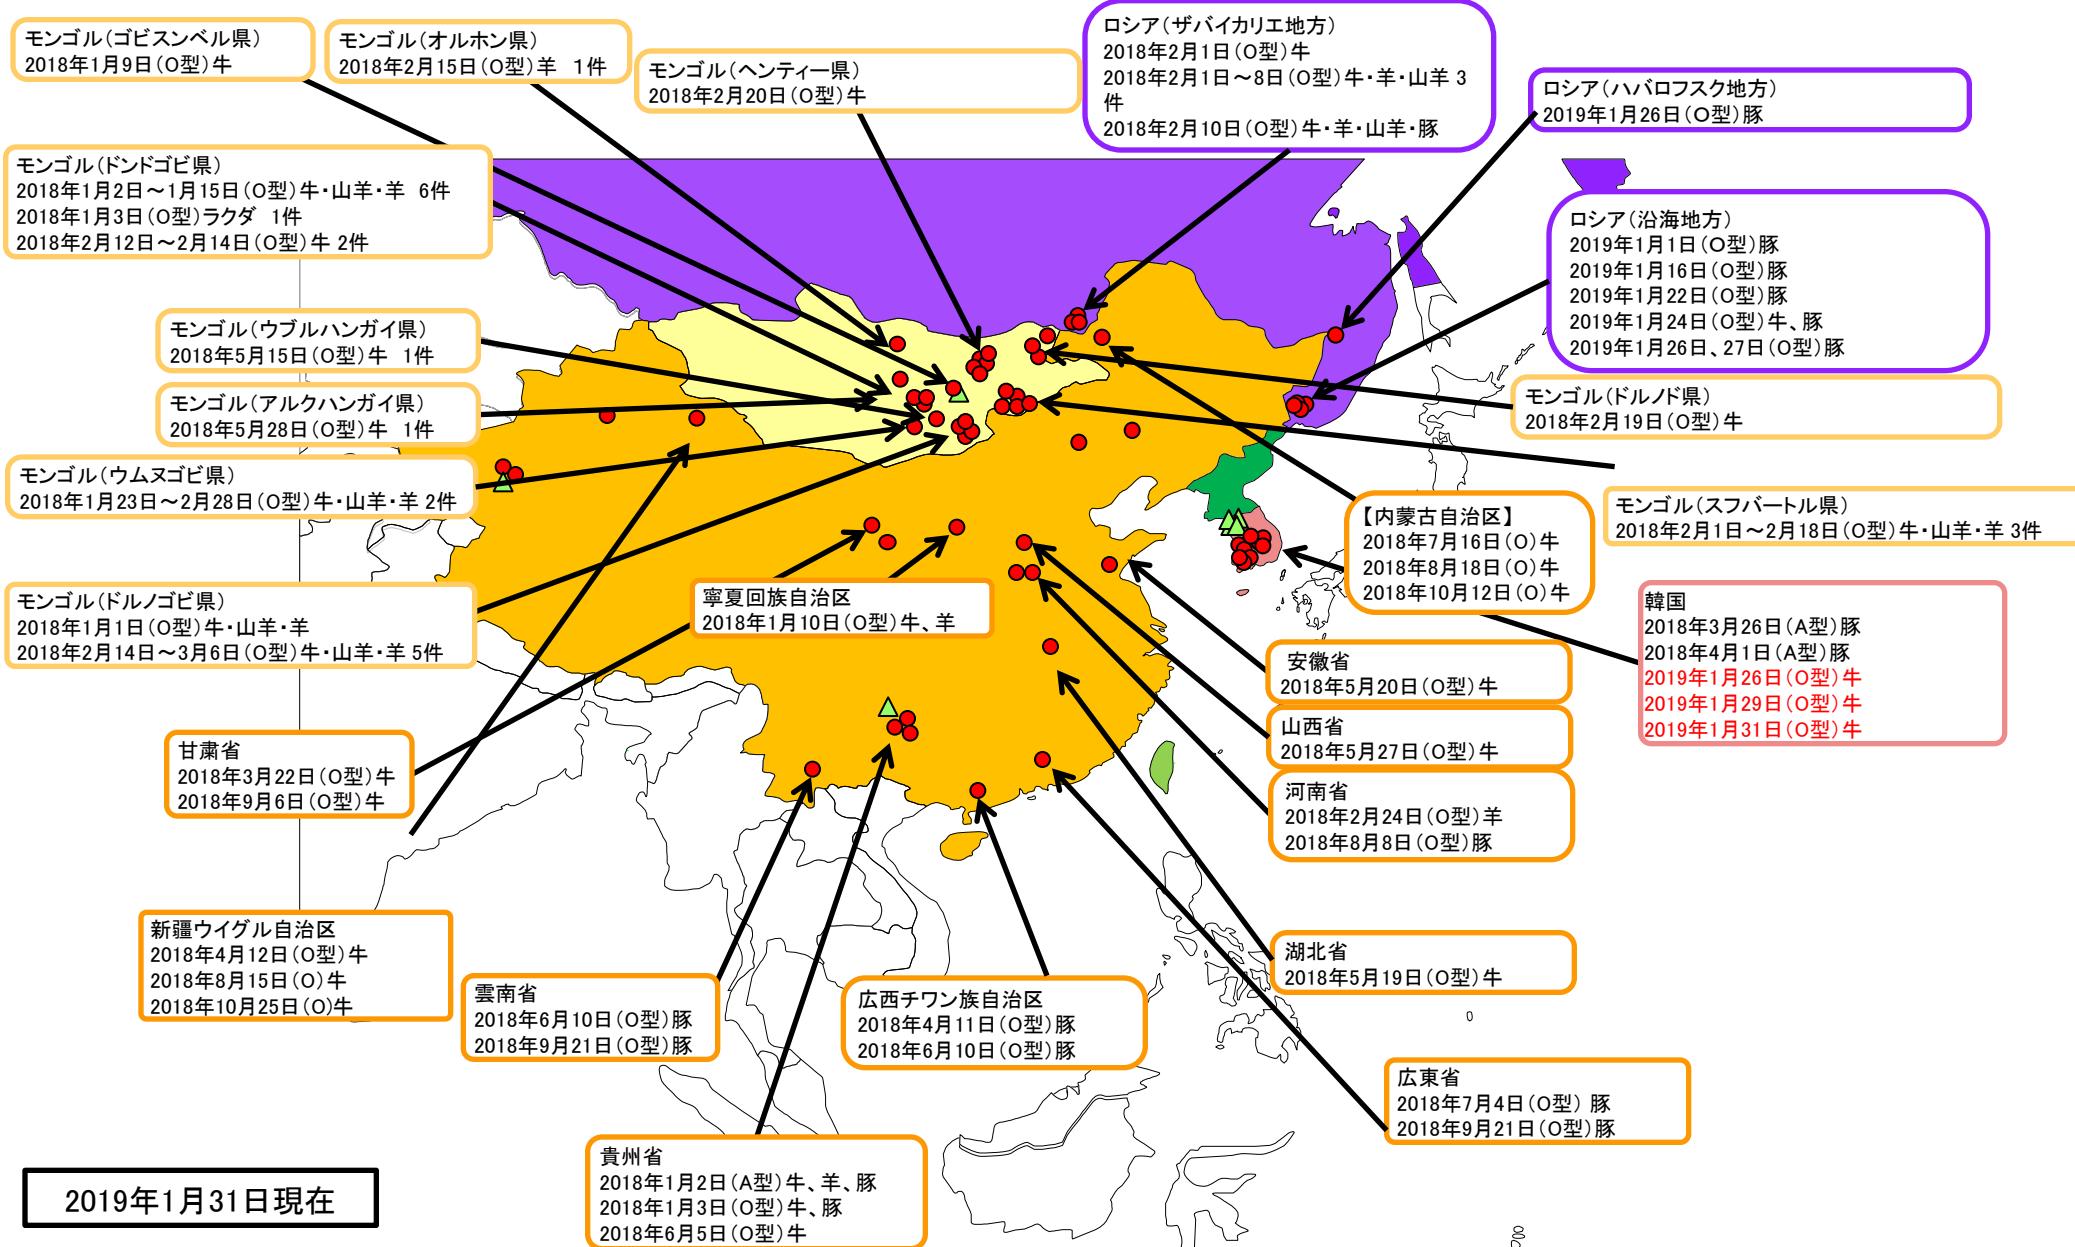 モンゴル(ゴビスンベル県)
2018年1月9日(O型)牛
モンゴル(オルホン県)
2018年2月15日(O型)羊　1件
モンゴル(ヘンティー県)
2018年2月20日(O型)牛
ロシア(ザバイカリエ地方)
2018年2月1日(O型)牛
2018年2月1日～8日(O型)牛・羊・山羊 3
件
2018年2月10日(O型)牛・羊・山羊・豚
ロシア(ハバロフスク地方)
2019年1月26日(O型)豚
モンゴル(ドンドゴビ県)
2018年1月2日～1月15日(O型)牛・山羊・羊　6件
2018年1月3日(O型)ラクダ　1件
2018年2月12日～2月14日(O型)牛 2件
ロシア(沿海地方)
2019年1月1日(O型)豚
2019年1月16日(O型)豚
2019年1月22日(O型)豚
2019年1月24日(O型)牛、豚
2019年1月26日、27日(O型)豚
モンゴル(ウブルハンガイ県)
2018年5月15日(O型)牛　1件
モンゴル(アルクハンガイ県)
2018年5月28日(O型)牛　1件
モンゴル(ドルノド県)
2018年2月19日(O型)牛
モンゴル(ウムヌゴビ県)
2018年1月23日～2月28日(O型)牛・山羊・羊 2件
モンゴル(スフバートル県)
2018年2月1日～2月18日(O型)牛・山羊・羊 3件
【内蒙古自治区】
2018年7月16日(O)牛
2018年8月18日(O)牛
2018年10月12日(O)牛
モンゴル(ドルノゴビ県)
2018年1月1日(O型)牛・山羊・羊
2018年2月14日～3月6日(O型)牛・山羊・羊 5件
寧夏回族自治区
2018年1月10日(O型)牛、羊
韓国
2018年3月26日(A型)豚
2018年4月1日(A型)豚
2019年1月26日(O型)牛
2019年1月29日(O型)牛
2019年1月31日(O型)牛
安徽省
2018年5月20日(O型)牛
山西省
2018年5月27日(O型)牛
甘粛省
2018年3月22日(O型)牛
2018年9月6日(O型)牛
河南省
2018年2月24日(O型)羊
2018年8月8日(O型)豚
新疆ウイグル自治区
2018年4月12日(O型)牛
2018年8月15日(O)牛
2018年10月25日(O)牛
湖北省
2018年5月19日(O型)牛
雲南省
2018年6月10日(O型)豚
2018年9月21日(O型)豚
広西チワン族自治区
2018年4月11日(O型)豚
2018年6月10日(O型)豚
広東省
2018年7月4日(O型) 豚
2018年9月21日(O型)豚
貴州省
2018年1月2日(A型)牛、羊、豚
2018年1月3日(O型)牛、豚
2018年6月5日(O型)牛
2019年1月31日現在